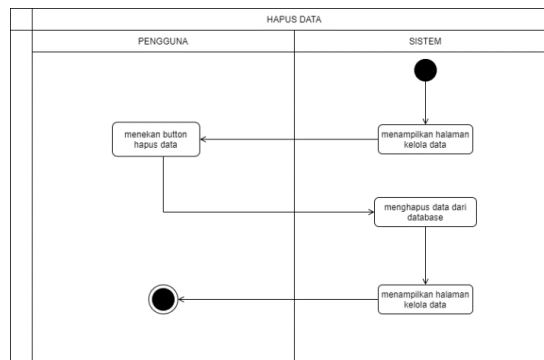 HAPUS DATA
PENGGUNA
SISTEM
menampilkan halaman
kelola data
menekan button
hapus data
menghapus data dari
database
menampilkan halaman
kelola data